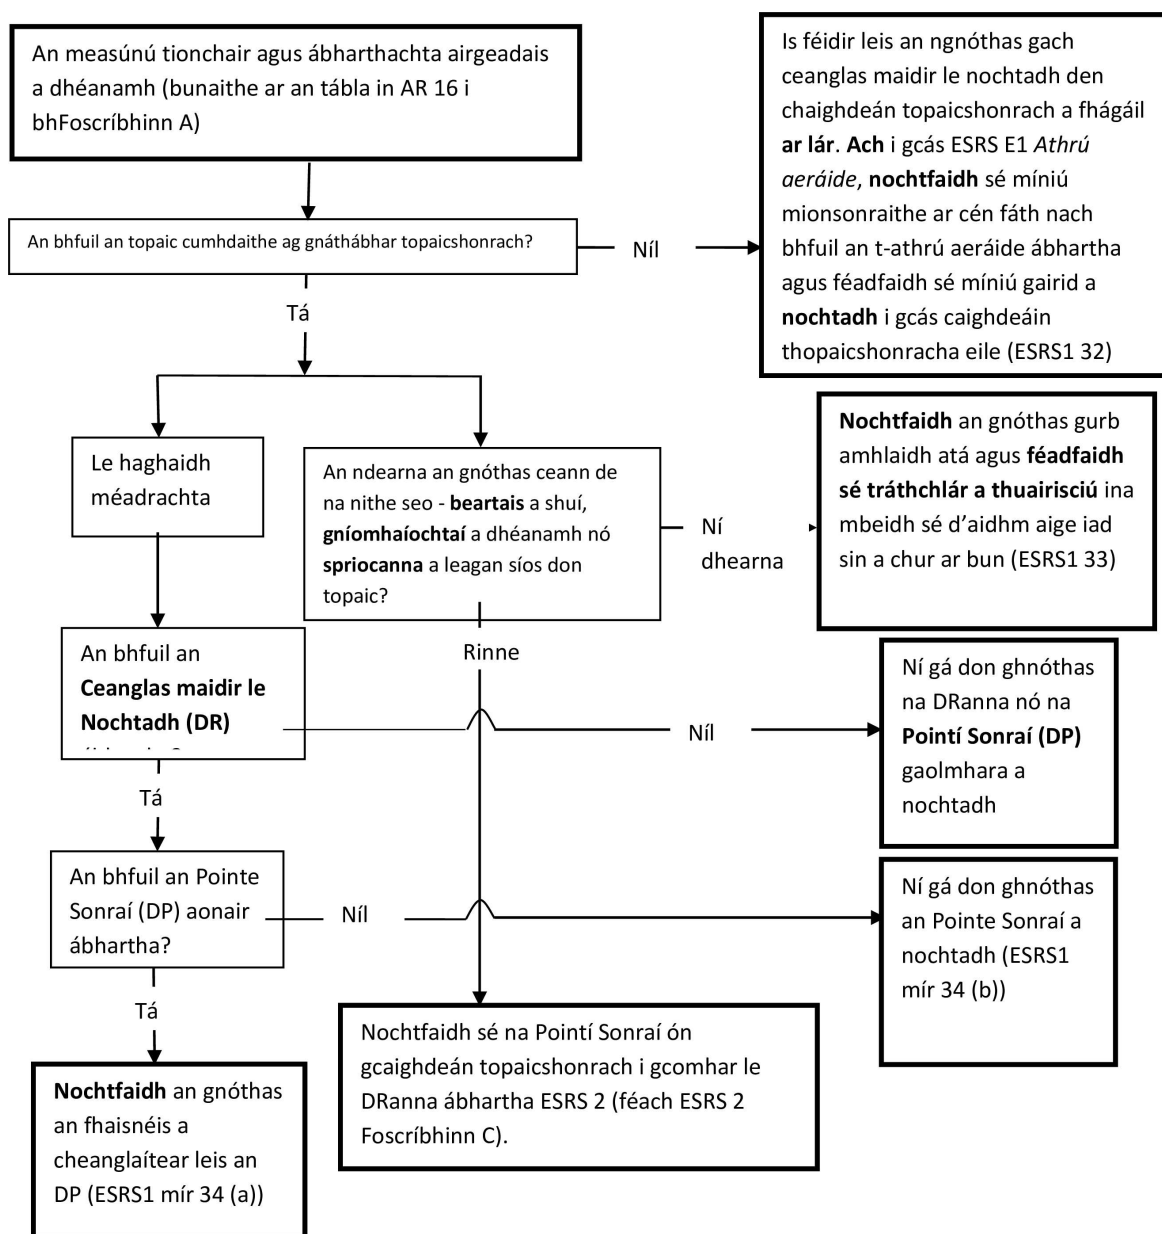 An measúnú tionchair agus ábharthachta airgeadais
a dhéanamh (bunaithe ar an tábla in AR 16 i
bhFoscríbhinn A)
Is féidir leis an ngnóthas gach
ceanglas maidir le nochtadh den
chaighdeán topaicshonrach a fhágáil
ar lár. Ach i gcás ESRS E1 Athrú
aeráide, nochtfaidh sé míniú
mionsonraithe ar cén fáth nach
bhfuil an t-athrú aeráide ábhartha
agus féadfaidh sé míniú gairid a
nochtadh i gcás caighdeáin
thopaicshonracha eile (ESRS1 32)
An bhfuil an topaic cumhdaithe ag gnáthábhar topaicshonrach?
Níl
Tá
Le haghaidh
méadrachta
An ndearna an gnóthas ceann de
na nithe seo - beartais a shuí,
gníomhaíochtaí a dhéanamh nó
spriocanna a leagan síos don
topaic?
Ní
dhearna
Nochtfaidh an gnóthas gurb
amhlaidh atá agus féadfaidh
sé tráthchlár a thuairisciú ina
mbeidh sé d'aidhm aige iad
sin a chur ar bun (ESRS1 33)
An bhfuil an
Ceanglas maidir le
Nochtadh (DR)
Rinne
Níl
Ní gá don ghnóthas
na DRanna nó na
Pointí Sonraí (DP)
gaolmhara a
nochtadh
Tá
An bhfuil an Pointe
Sonraí (DP) aonair
ábhartha?
Níl
Ní gá don ghnóthas
an Pointe Sonraí a
nochtadh (ESRS1
mír 34 (b))
Tá
Nochtfaidh an gnóthas
an fhaisnéis a
cheanglaítear leis an
DP (ESRS1 mír 34 (a))
Nochtfaidh sé na Pointí Sonraí ón
gcaighdeán topaicshonrach i gcomhar le
DRanna ábhartha ESRS 2 (féach ESRS 2
Foscríbhinn C).